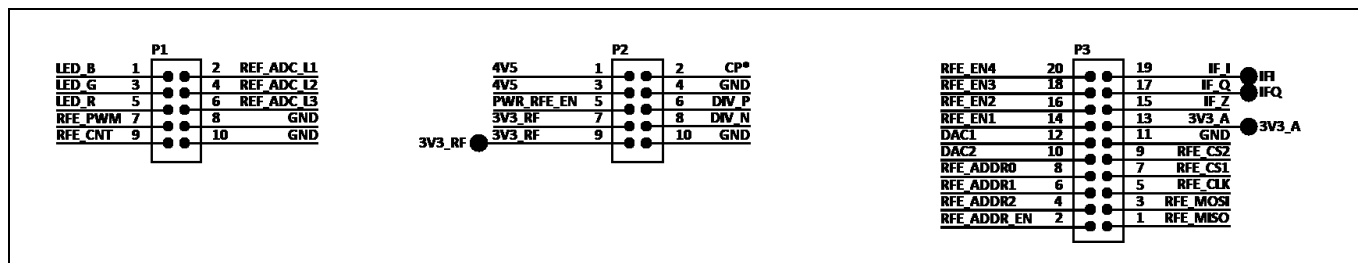 P1
LED_B 1 2 REF_ADC_L1
LED_G 3 4 REF_ADC_L2
LED_R 5 6 REF_ADC_L3
RFE_PWM 7 8 GND
RFE_CNT 9 10 GND
P2
4V5 1 2 CP*
4V5 3 4 GND
PWR_RFE_EN 5 6 DIV_P
3V3_RF 7 8 DIV_N
3V3_RF 9 10 GND
3V3_RF
P3
RFE_EN4 20 19 IF_I IFI
RFE_EN3 18 17 IF_Q IFQ
RFE_EN2 16 15 IF_Z
RFE_EN1 14 13 3V3_A 3V3_A
DAC1 12 11 GND
DAC2 10 9 RFE_CS2
RFE_ADDR0 8 7 RFE_CS1
RFE_ADDR1 6 5 RFE_CLK
RFE_ADDR2 4 3 RFE_MOSI
RFE_ADDR_EN 2 1 RFE_MISO